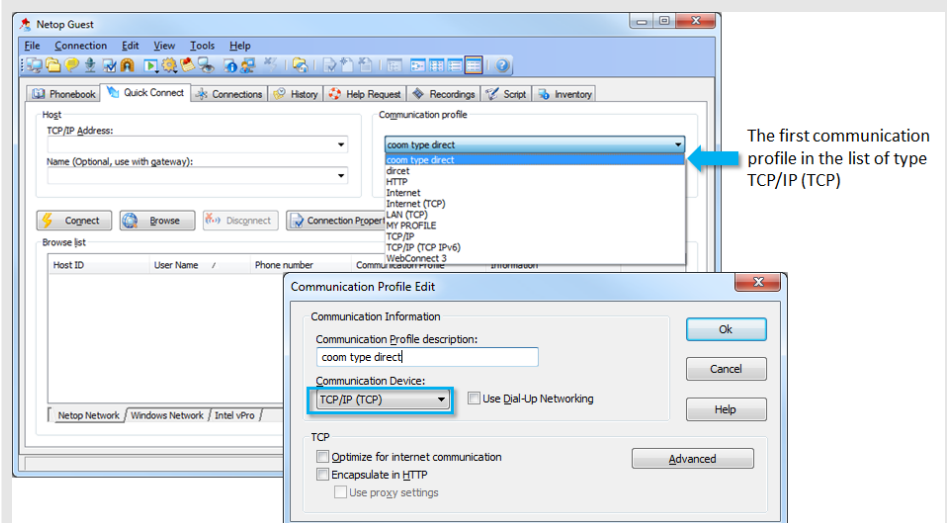 Netop Guest
File Connection Edit View Tools Help
Phonebook Quick Connect Connections History Help Request Recordings Script Inventory
Host
Communication profile
TCP/IP Address:
coom type direct
Name (Optional, use with gateway):
coom type direct
dircet
HTTP
Internet
Internet (TCP)
LAN (TCP)
MY PROFILE
TCP/IP
TCP/IP (TCP IPv6)
WebConnect 3
The first communication
profile in the list of type
TCP/IP (TCP)
Connect Browse Disconnect Connection Propert
Browse list
Host ID User Name / Phone number Communication Profile Information
Netop Network / Windows Network / Intel vPro /
Communication Profile Edit
Communication Information
Communication Profile description:
coom type direct
Communication Device:
TCP/IP (TCP) Use Dial-Up Networking
Ok
Cancel
Help
TCP
Optimize for internet communication
Encapsulate in HTTP
Use proxy settings
Advanced